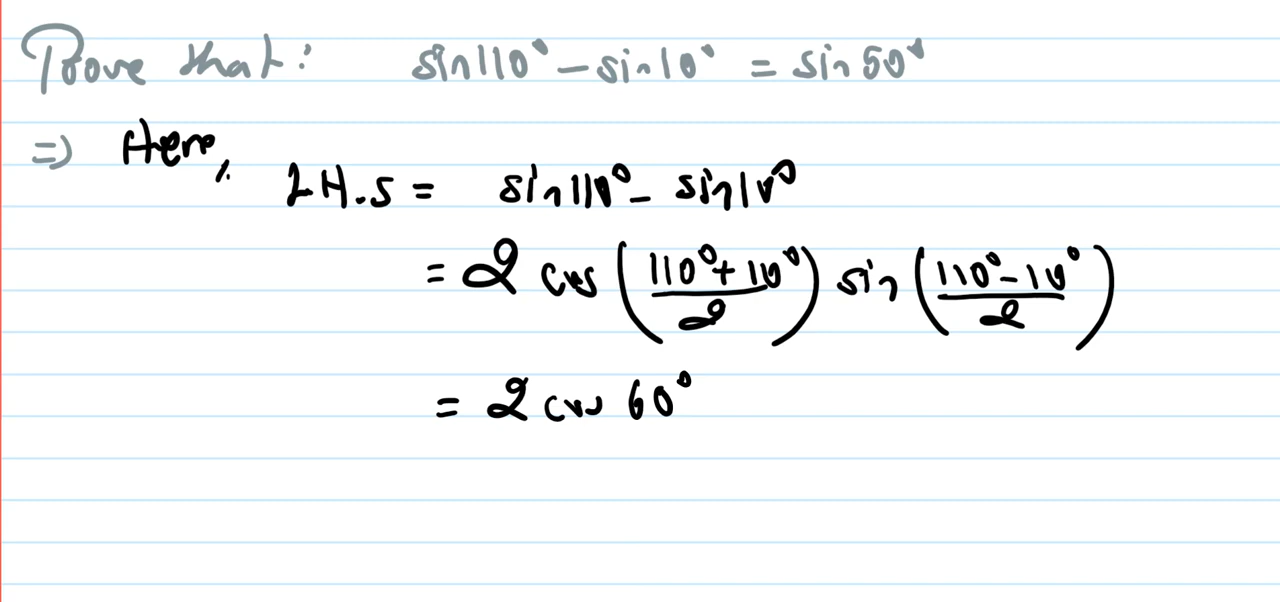 Prove that: sin110° - sin10° = sin50°
=> Here,
L H.S = sin110° - sin10°
= 2 cos (110°+10°/2) sin (110°-10°/2)
= 2 cos 60°